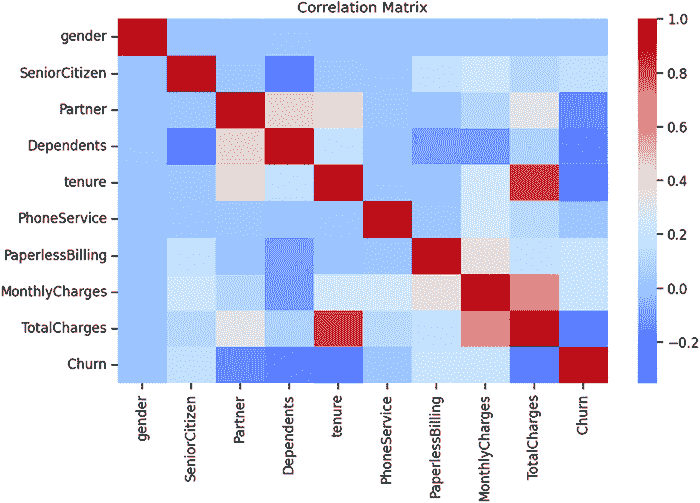 Correlation Matrix
gender
SeniorCitizen
Partner
Dependents
tenure
PhoneService
PaperlessBilling
MonthlyCharges
TotalCharges
Churn
gender
SeniorCitizen
Partner
Dependents
tenure
PhoneService
PaperlessBilling
MonthlyCharges
TotalCharges
Churn
1.0
0.8
0.6
0.4
0.2
0.0
−0.2